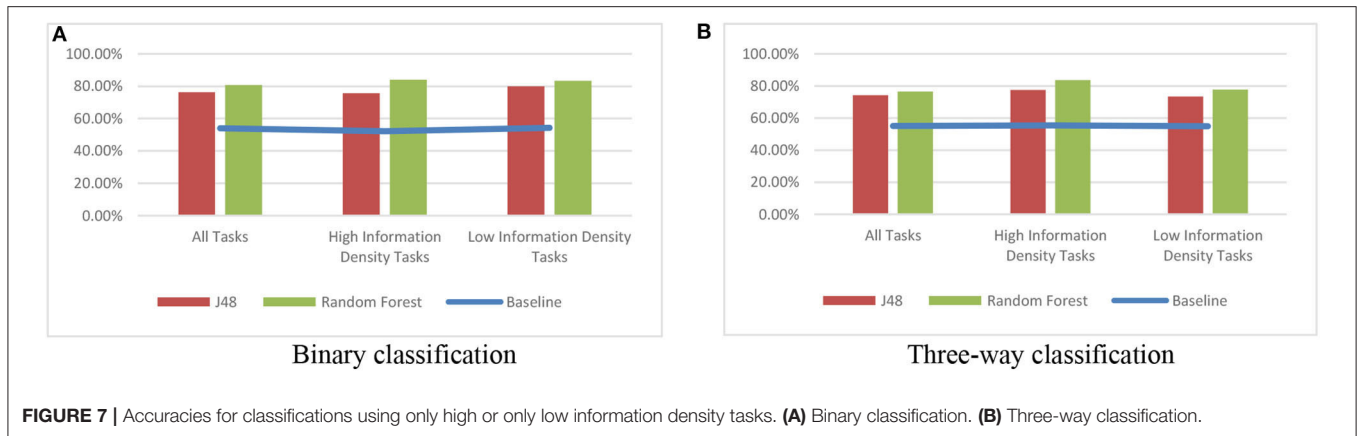 A
100.00%
80.00%
60.00%
40.00%
20.00%
0.00%
All Tasks
High Information
Density Tasks
Low Information Density
Tasks
J48
Random Forest
Baseline
Binary classification
B
100.00%
80.00%
60.00%
40.00%
20.00%
0.00%
All Tasks
High Information
Density Tasks
Low Information
Density Tasks
J48
Random Forest
Baseline
Three-way classification
FIGURE 7 | Accuracies for classifications using only high or only low information density tasks. (A) Binary classification. (B) Three-way classification.